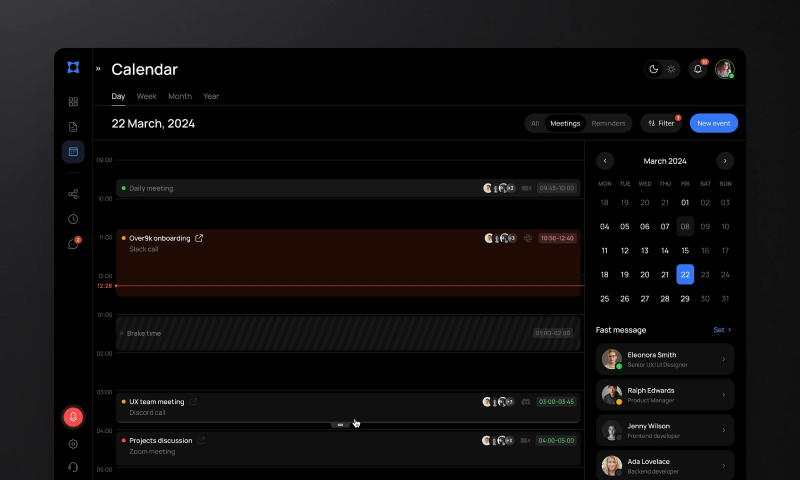 Calendar
10
Day Week Month Year
22 March, 2024
All Meetings Reminders
Filter
New event
09:00
Daily meeting
09:45-10:00
10:00
11:00
Over9k onboarding
10:50-12:40
Slack call
12:00
12:28
01:00
Brake time
01:00-02:00
02:00
03:00
UX team meeting
03:00-03:45
Discord call
04:00
Projects discussion
04:00-05:00
Zoom meeting
05:00
2
March 2024
MON TUE WED THU FRI SAT SUN
18 19 20 21 01 02 03
04 05 06 07 08 09 10
11 12 13 14 15 16 17
18 19 20 21 22 23 24
25 26 27 28 29 30 31
Fast message
Set
Eleonora Smith
Senior UX/UI Designer
Ralph Edwards
Product Manager
Jenny Wilson
Frontend developer
Ada Lovelace
Backend developer